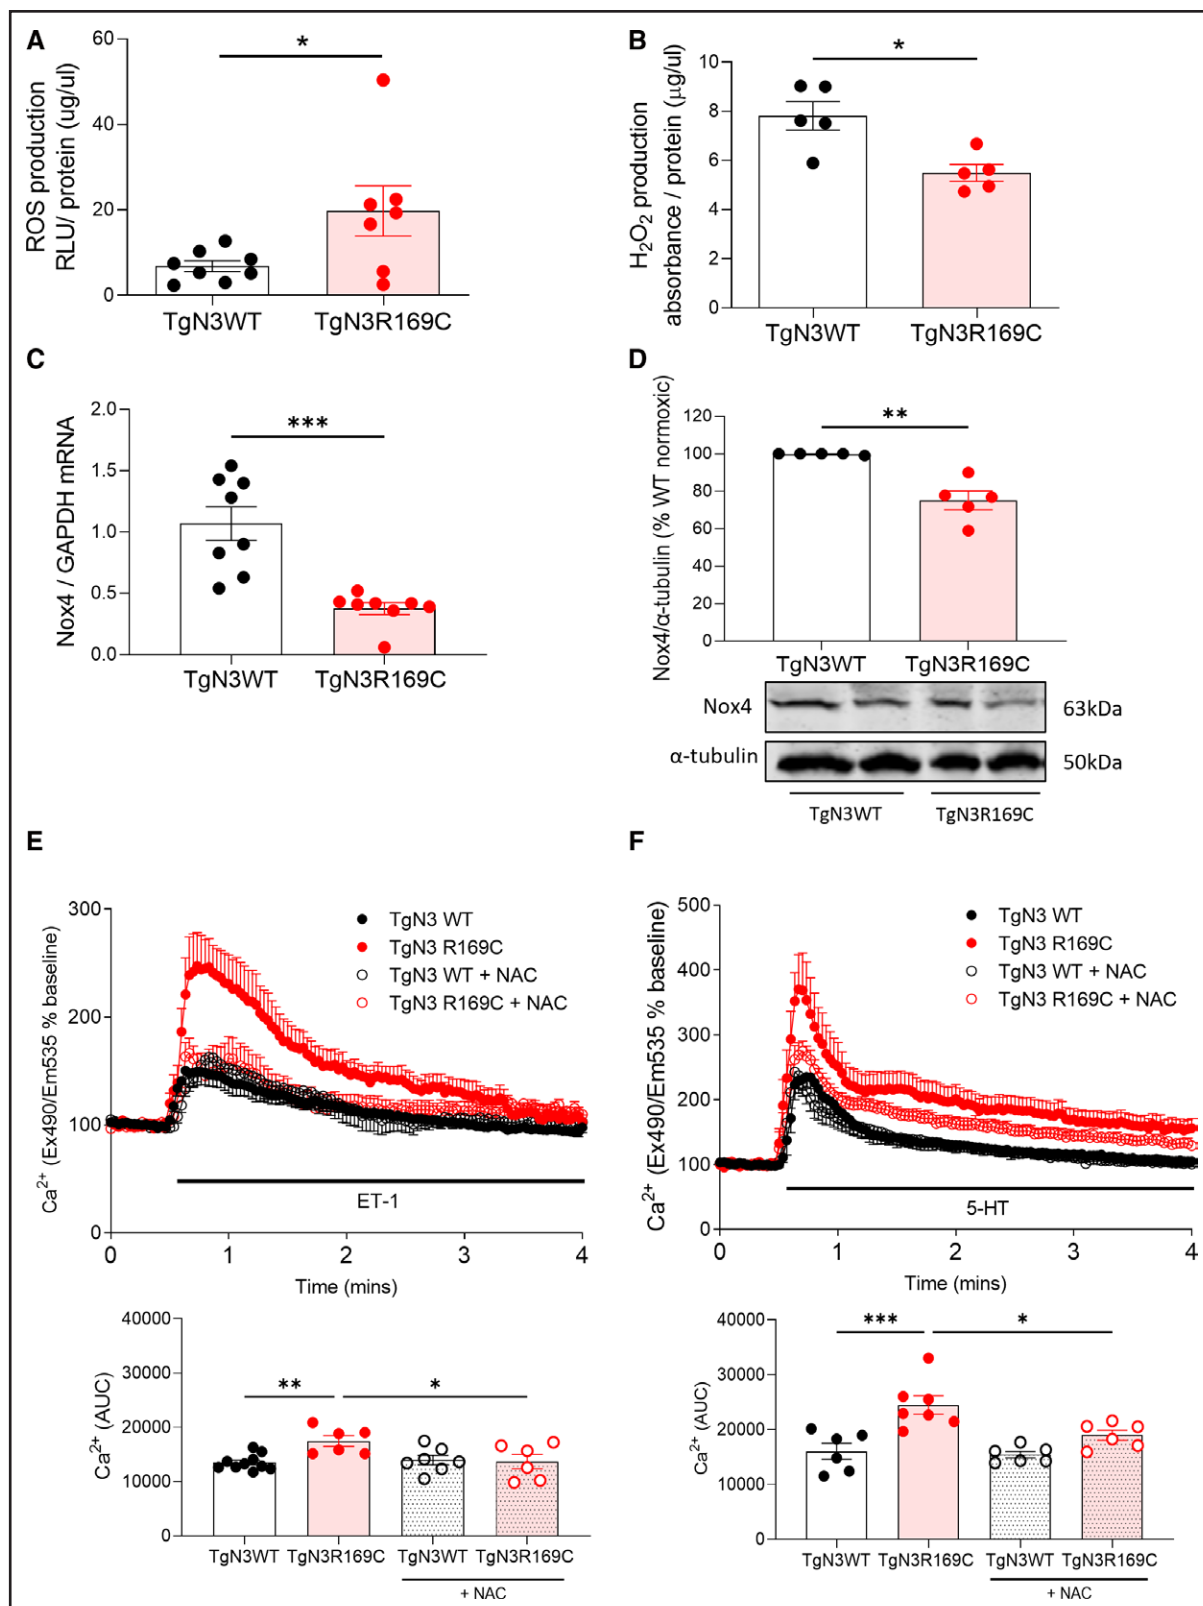 A
ROS production
RLU/ protein (ug/ul)
60
40
20
0
*
TgN3WT
TgN3R169C
B
H₂O₂ production
absorbance / protein (μg/ul)
10
8
6
4
2
0
*
TgN3WT
TgN3R169C
C
Nox4 / GAPDH mRNA
2.0
1.5
1.0
0.5
0.0
***
TgN3WT
TgN3R169C
D
Nox4/α-tubulin (% WT normoxic)
120
100
80
60
40
20
0
**
TgN3WT
TgN3R169C
Nox4
63kDa
α-tubulin
50kDa
TgN3WT
TgN3R169C
E
Ca²⁺ (Ex490/Em535 % baseline)
300
200
100
0
TgN3 WT
TgN3 R169C
TgN3 WT + NAC
TgN3 R169C + NAC
ET-1
0 1 2 3 4
Time (mins)
Ca²⁺ (AUC)
40000
30000
20000
10000
0
**
*
TgN3WT TgN3R169C TgN3WT TgN3R169C
+ NAC
F
Ca²⁺ (Ex490/Em535 % baseline)
500
400
300
200
100
0
TgN3 WT
TgN3 R169C
TgN3 WT + NAC
TgN3 R169C + NAC
5-HT
0 1 2 3 4
Time (mins)
Ca²⁺ (AUC)
40000
30000
20000
10000
0
***
*
TgN3WT TgN3R169C TgN3WT TgN3R169C
+ NAC